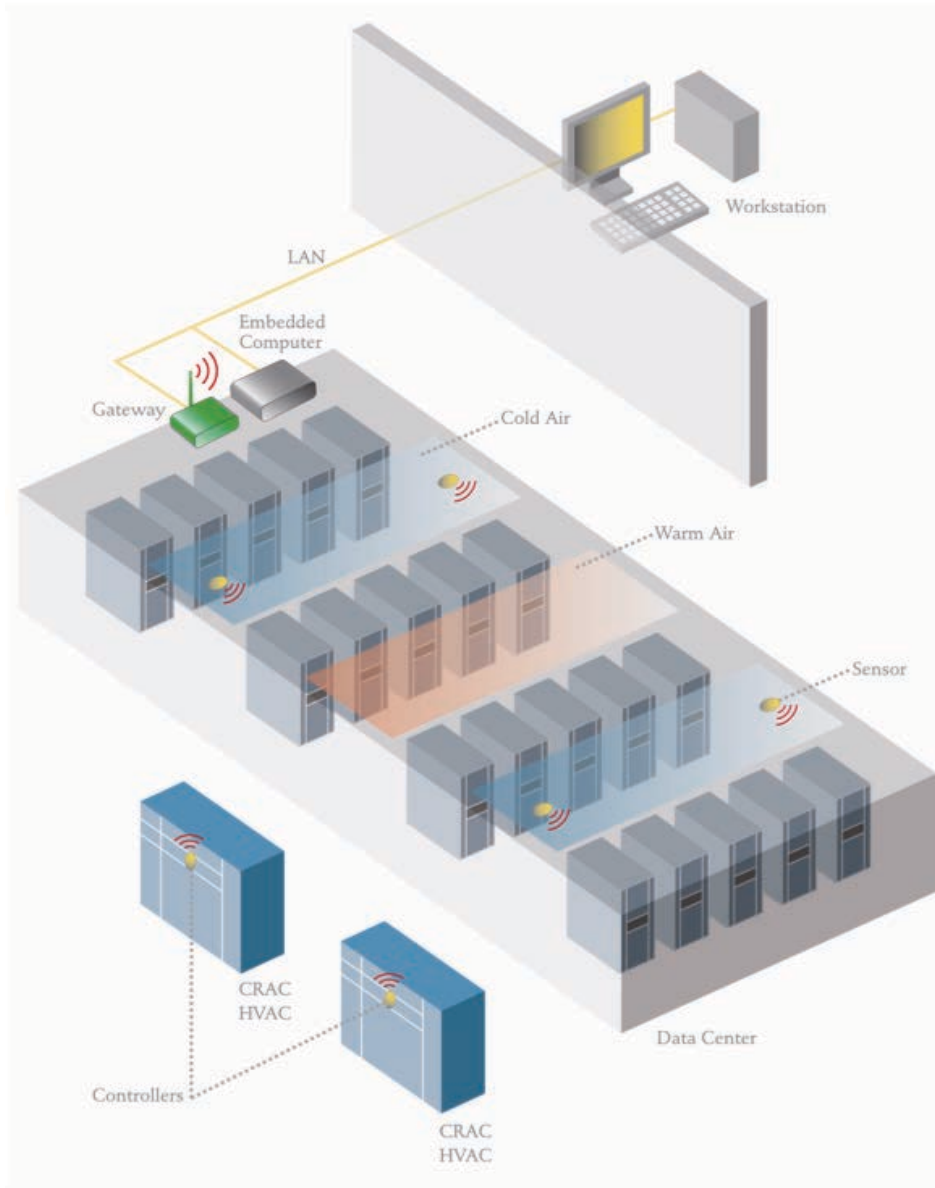 Workstation
LAN
Embedded
Computer
Gateway
Cold Air
Warm Air
Sensor
CRAC
HVAC
Data Center
Controllers
CRAC
HVAC